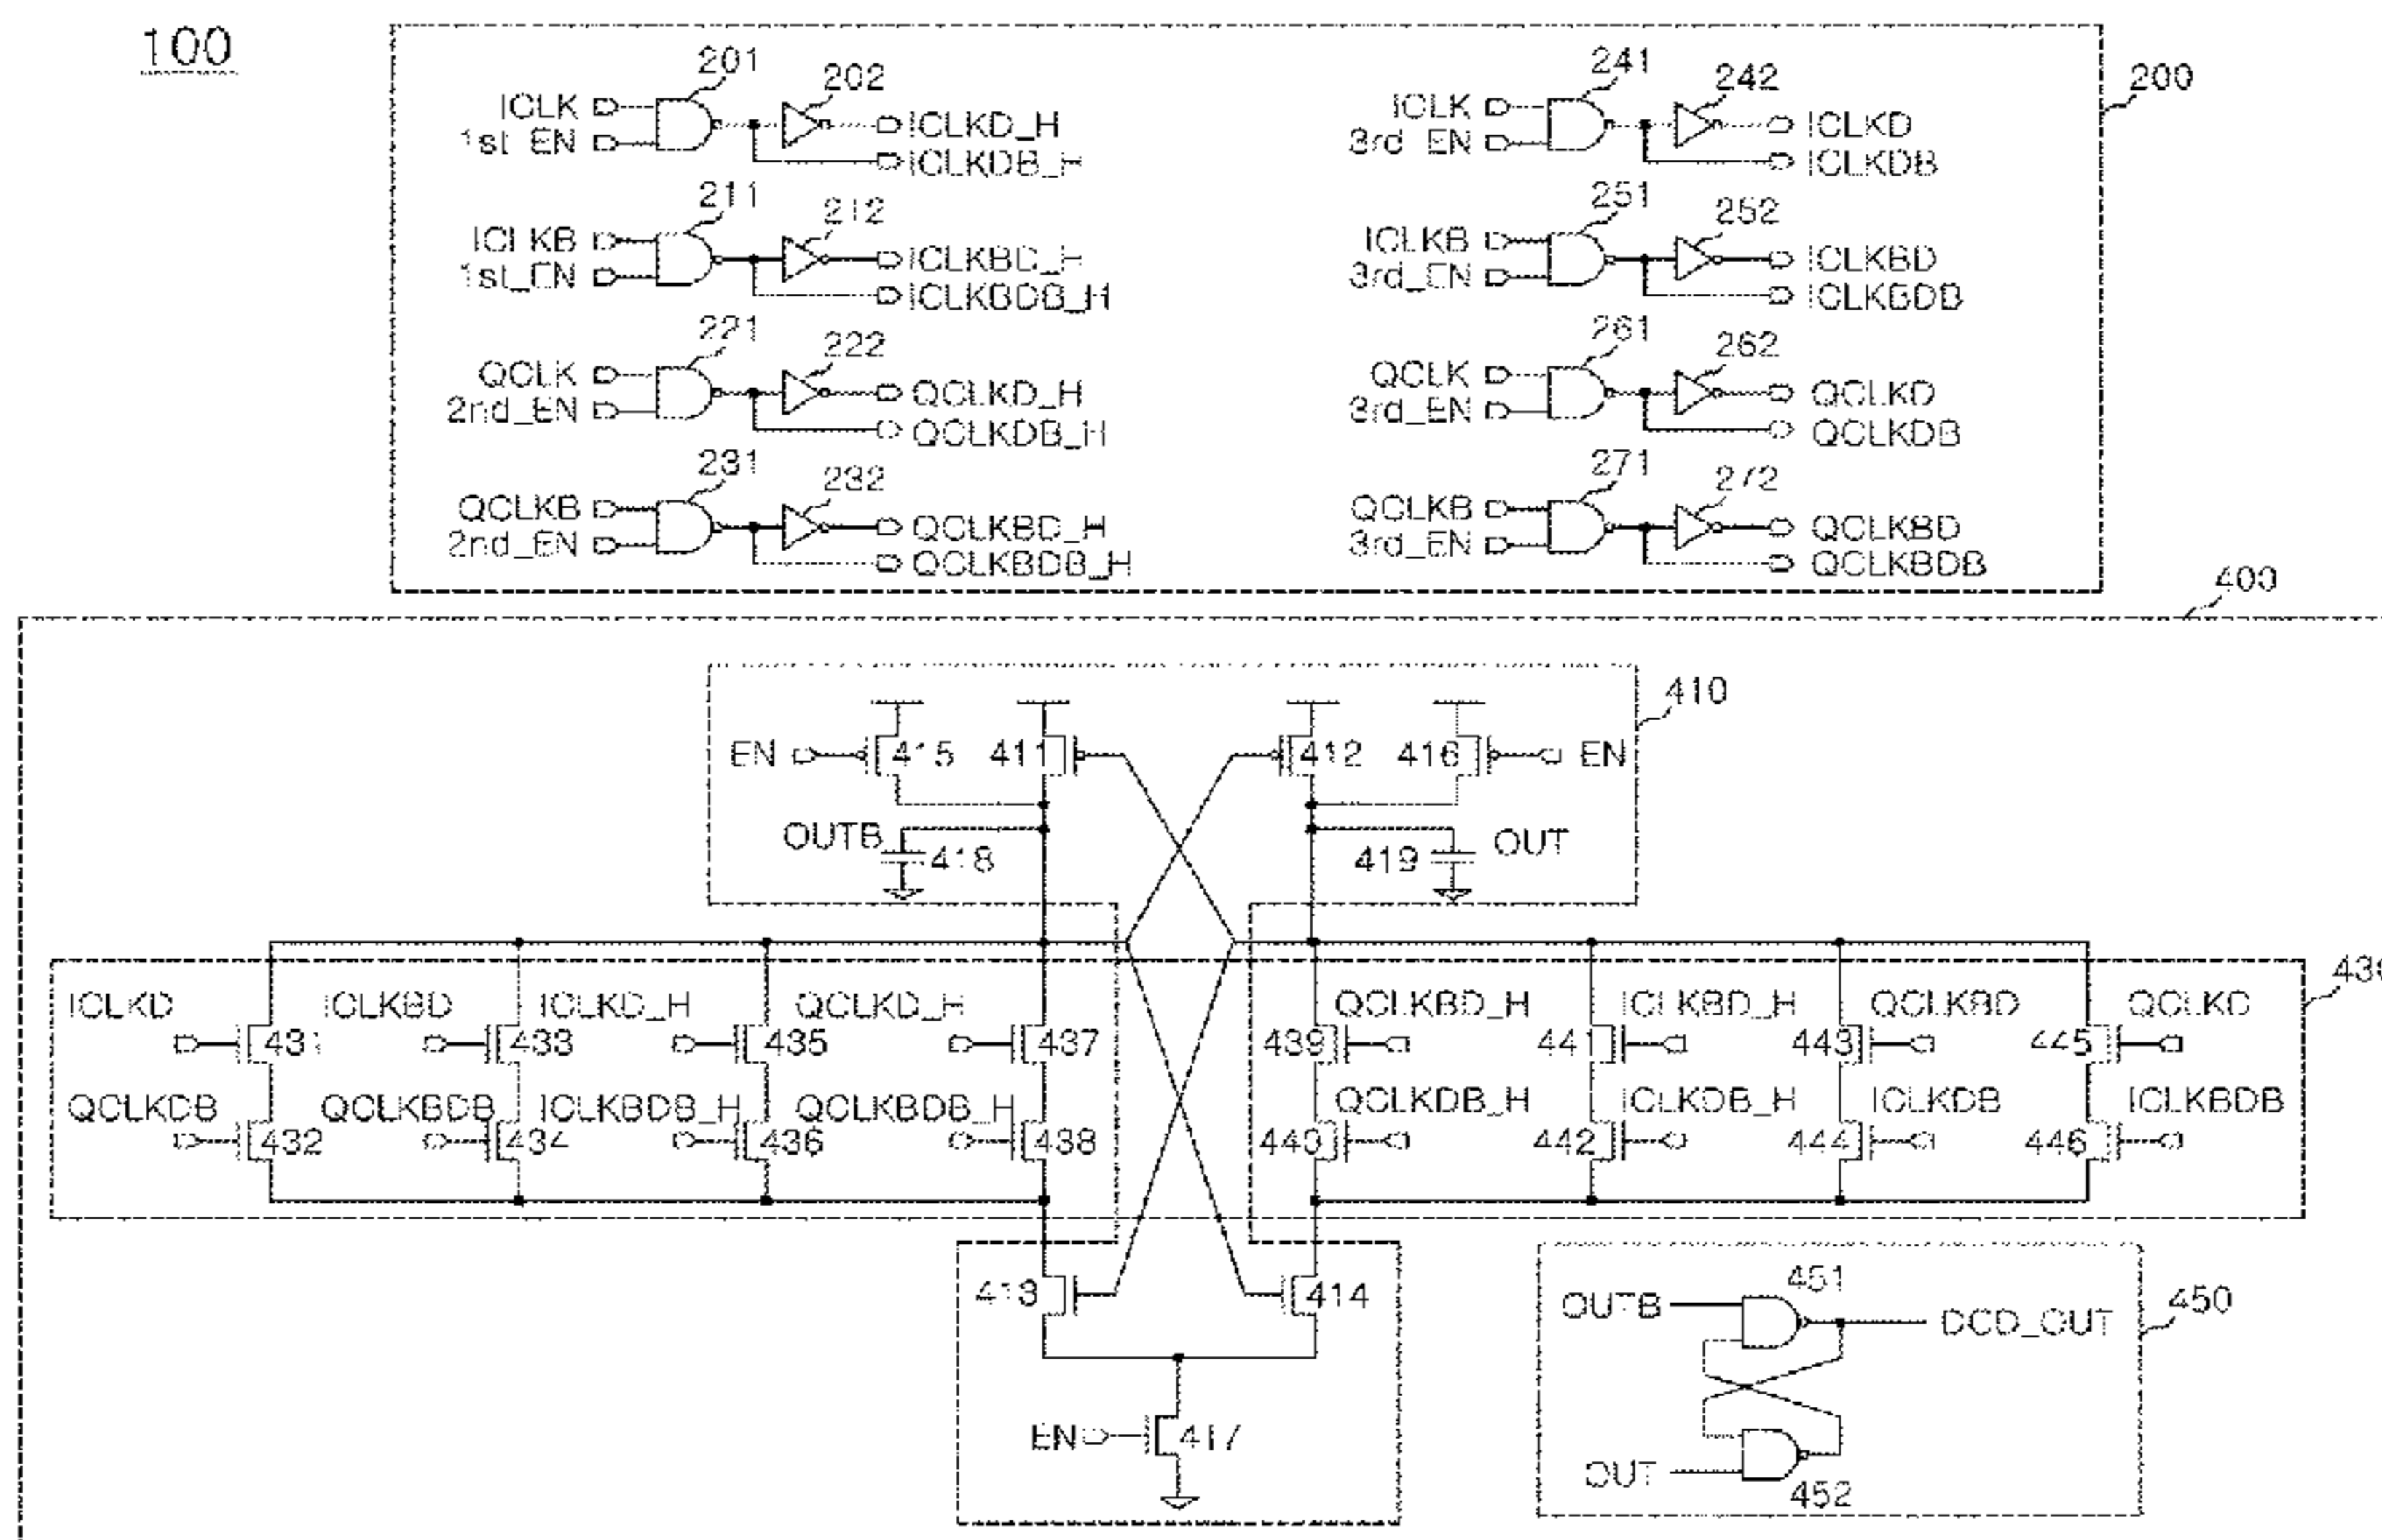 100
200
201
202
ICLK
1st_EN
ICLKD_H
ICLKDB_H
241
242
ICLK
3rd_EN
ICLKD
ICLKDB
211
212
ICLKB
1st_EN
ICLKBD_H
ICLKBDB_H
251
252
ICLKB
3rd_EN
ICLKBD
ICLKBDB
221
222
QCLK
2nd_EN
QCLKD_H
QCLKDB_H
261
262
QCLK
3rd_EN
QCLKD
QCLKDB
231
232
QCLKB
2nd_EN
QCLKBD_H
QCLKBDB_H
271
272
QCLKB
3rd_EN
QCLKBD
QCLKBDB
400
410
EN
415
411
412
416
EN
OUTB
418
419
OUT
ICLKD
ICLKBD
ICLKD_H
QCLKD_H
QCLKBD_H
ICLKBD_H
QCLKBD
QCLKD
431
433
435
437
439
441
443
445
QCLKDB
QCLKBDB
ICLKBDB_H
QCLKBDB_H
QCLKDB_H
ICLKDB_H
ICLKDB
ICLKBDB
432
434
436
438
440
442
444
446
413
414
EN
417
450
451
OUTB
DCD_OUT
OUT
452